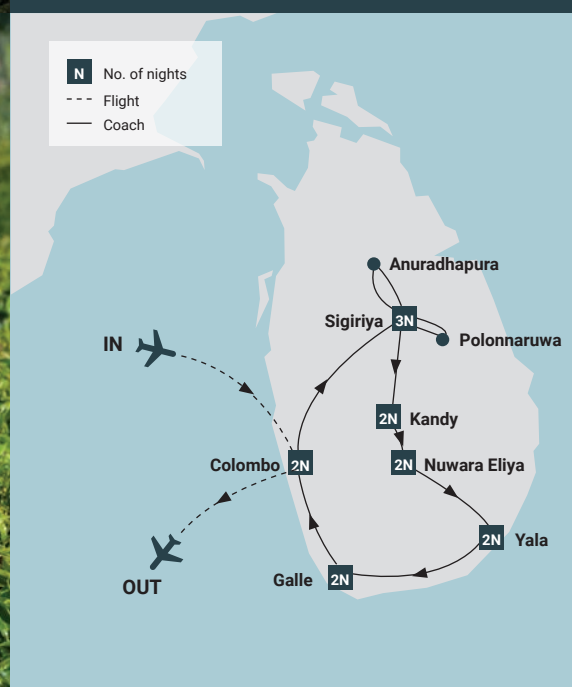 N No. of nights
Flight
Coach
Anuradhapura
Sigiriya 3N
Polonnaruwa
IN
2N Kandy
Colombo 2N
2N Nuwara Eliya
2N Yala
OUT
Galle 2N